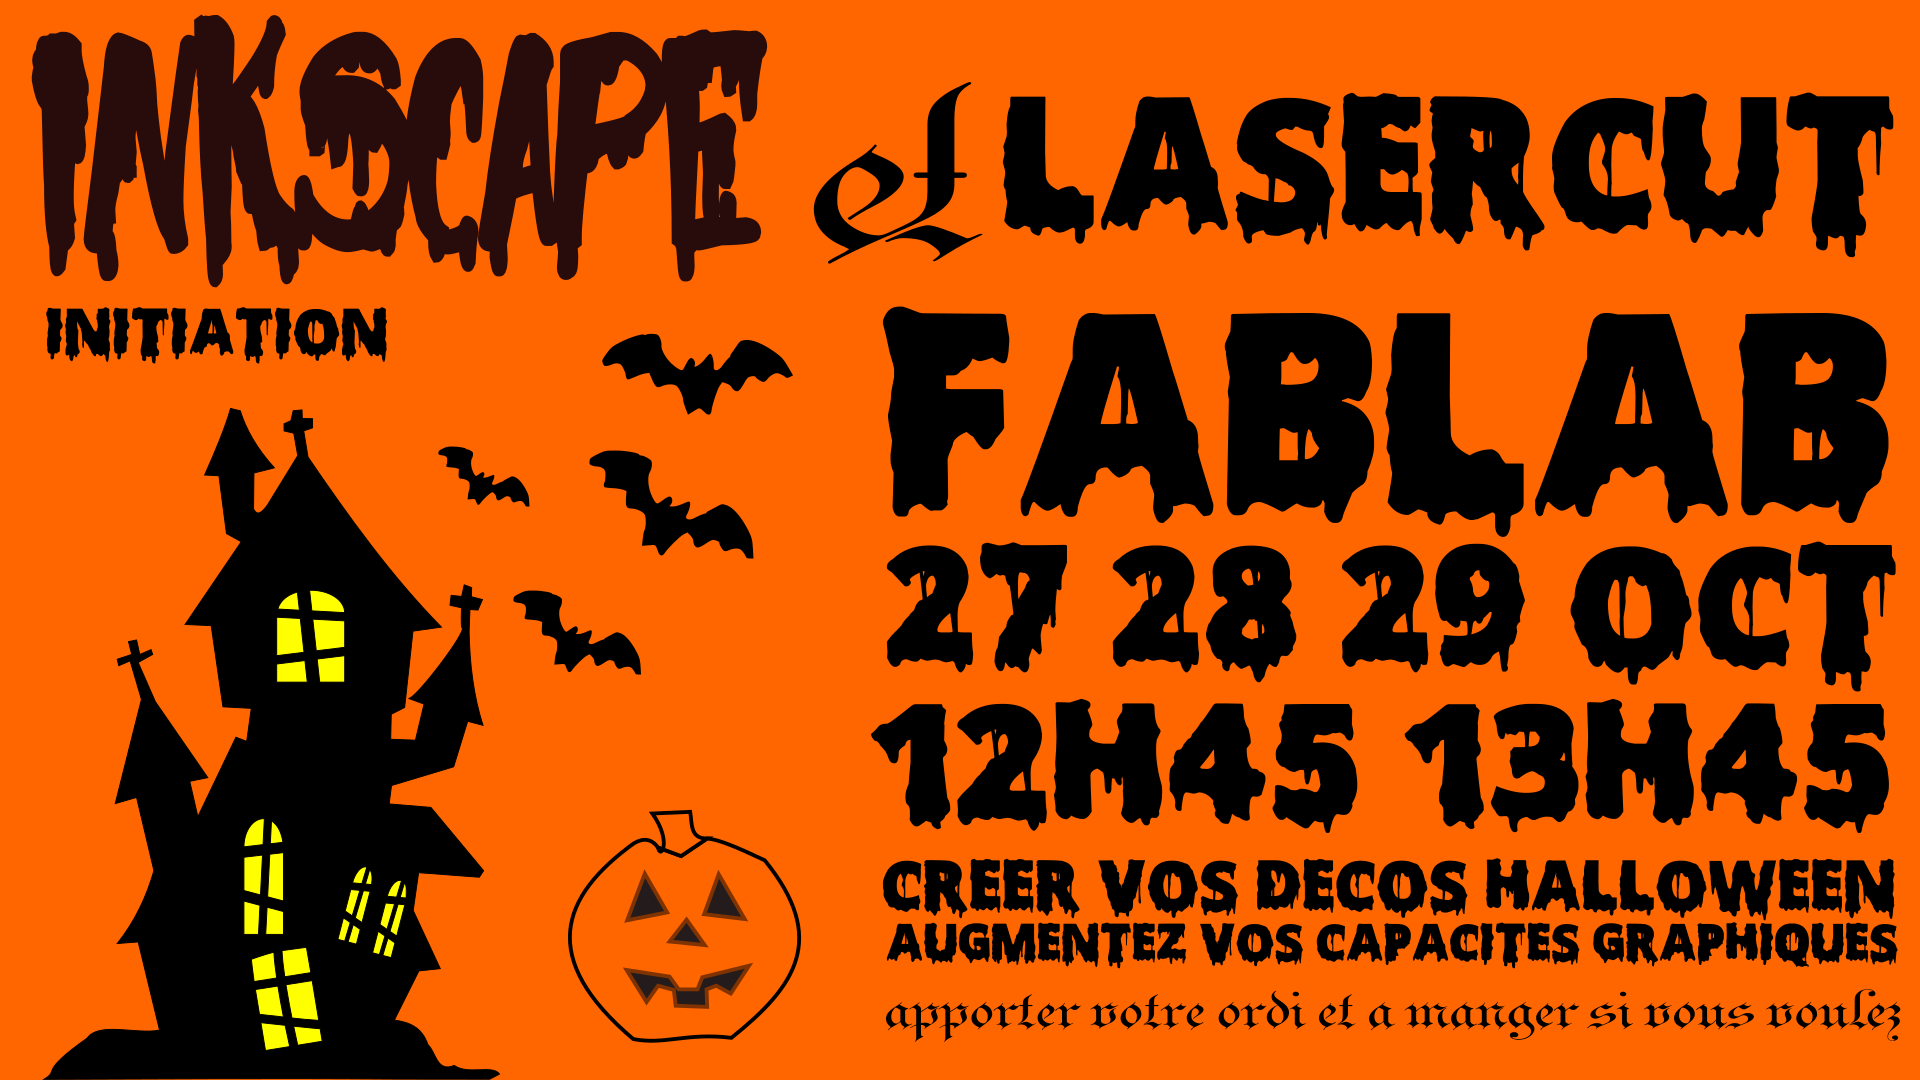 INKSCAPE
INITIATION
et LASERCUT
FABLAB
27 28 29 OCT
12H45 13H45
CREER VOS DECOS HALLOWEEN
AUGMENTEZ VOS CAPACITES GRAPHIQUES
apporter votre ordi et a manger si vous voulez